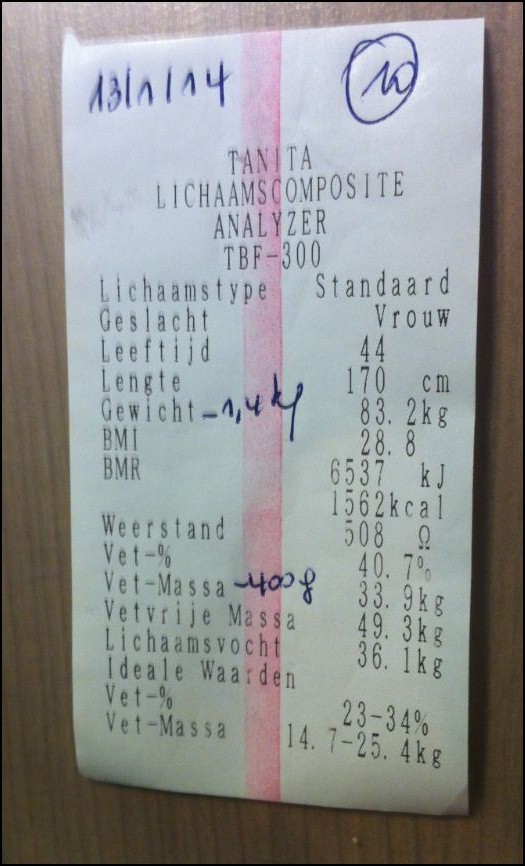 13/1/14 10
TANITA
LICHAAMSCOMPOSITE
ANALYZER
TBF-300
Lichaamstype Standaard
Geslacht Vrouw
Leeftijd 44
Lengte 170 cm
Gewicht -1,4 kg 83.2kg
BMI 28.8
BMR 6537 kJ
1562kcal
Weerstand 508 Ω
Vet-% 40.7%
Vet-Massa -400g 33.9kg
Vetvrije Massa 49.3kg
Lichaamsvocht 36.1kg
Ideale Waarden
Vet-% 23-34%
Vet-Massa 14.7-25.4kg